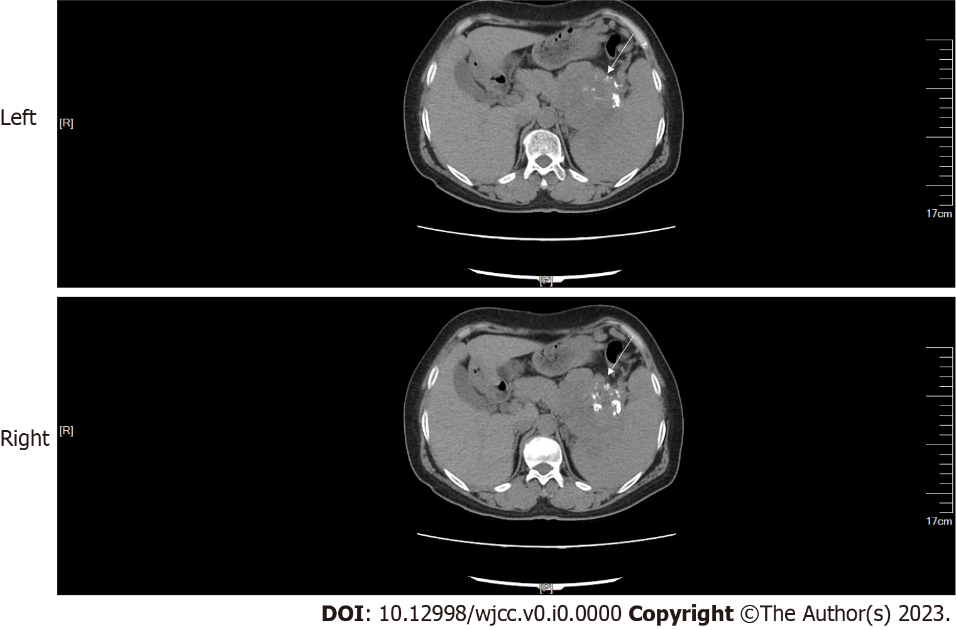 Left
[R]
17cm
Right
[R]
17cm
DOI: 10.12998/wjcc.v0.i0.0000 Copyright ©The Author(s) 2023.